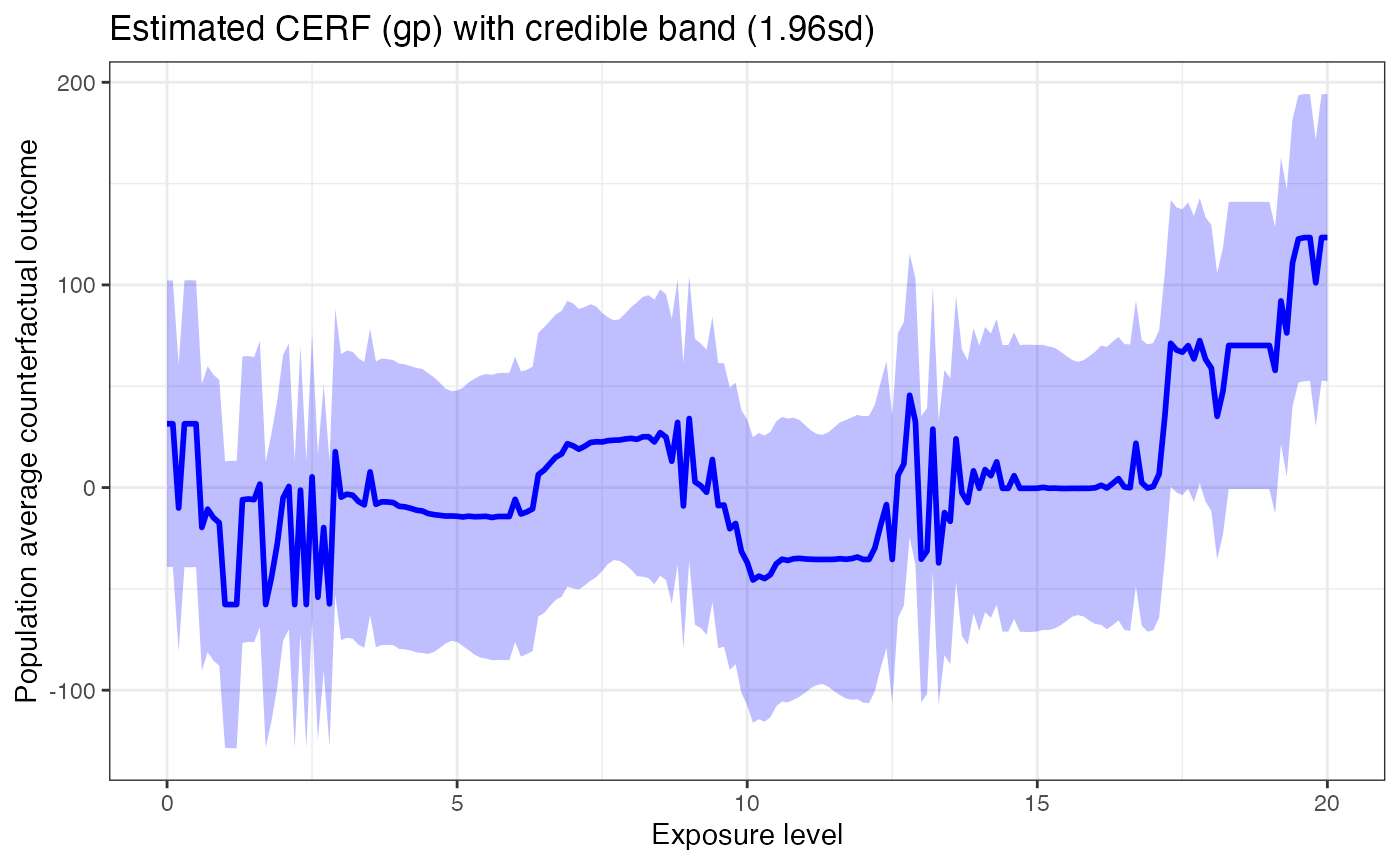 Estimated CERF (gp) with credible band (1.96sd)
Population average counterfactual outcome
200
100
0
-100
0 5 10 15 20
Exposure level